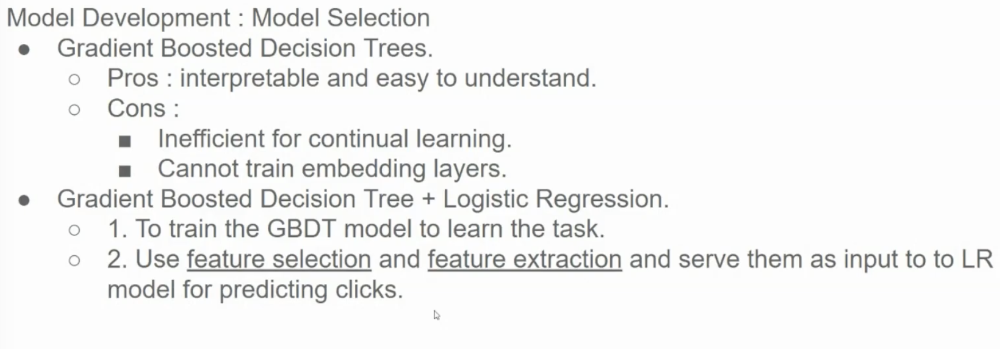 Model Development : Model Selection
● Gradient Boosted Decision Trees.
○ Pros : interpretable and easy to understand.
○ Cons :
■ Inefficient for continual learning.
■ Cannot train embedding layers.
● Gradient Boosted Decision Tree + Logistic Regression.
○ 1. To train the GBDT model to learn the task.
○ 2. Use feature selection and feature extraction and serve them as input to to LR
model for predicting clicks.